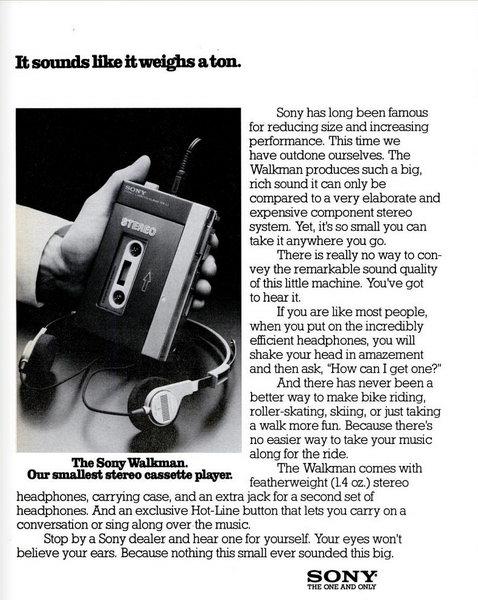 It sounds like it weighs a ton.
SONY
STEREO
The Sony Walkman.
Our smallest stereo cassette player.
Sony has long been famous
for reducing size and increasing
performance. This time we
have outdone ourselves. The
Walkman produces such a big,
rich sound it can only be
compared to a very elaborate and
expensive component stereo
system. Yet, it's so small you can
take it anywhere you go.
There is really no way to con-
vey the remarkable sound quality
of this little machine. You've got
to hear it.
If you are like most people,
when you put on the incredibly
efficient headphones, you will
shake your head in amazement
and then ask, "How can I get one?"
And there has never been a
better way to make bike riding,
roller-skating, skiing, or just taking
a walk more fun. Because there's
no easier way to take your music
along for the ride.
The Walkman comes with
featherweight (1.4 oz.) stereo
headphones, carrying case, and an extra jack for a second set of
headphones. And an exclusive Hot-Line button that lets you carry on a
conversation or sing along over the music.
Stop by a Sony dealer and hear one for yourself. Your eyes won't
believe your ears. Because nothing this small ever sounded this big.
SONY
THE ONE AND ONLY